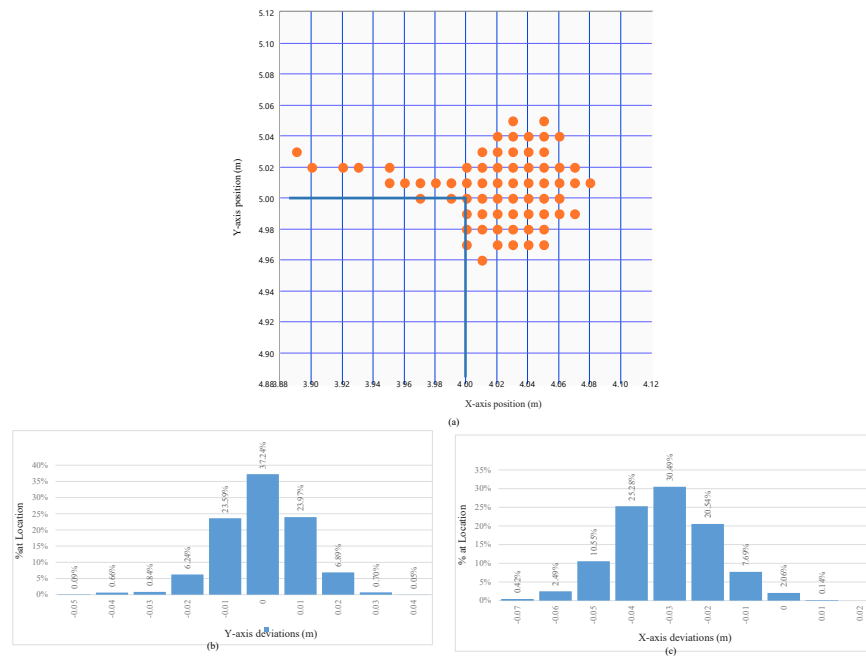 5.12
5.10
5.08
5.06
5.04
5.02
5.00
4.98
4.96
4.94
4.92
4.90
4.88
Y-axis position (m)
3.88 3.90 3.92 3.94 3.96 3.98 4.00 4.02 4.04 4.06 4.08 4.10 4.12
X-axis position (m)
(a)
40%
35%
30%
25%
20%
15%
10%
5%
0%
%at Location
0.09% 0.66% 0.84% 6.24% 23.59% 37.24% 23.97% 6.89% 0.70% 0.05%
-0.05 -0.04 -0.03 -0.02 -0.01 0 0.01 0.02 0.03 0.04
Y-axis deviations (m)
(b)
35%
30%
25%
20%
15%
10%
5%
0%
% at Location
0.42% 2.49% 10.55% 25.28% 30.49% 20.54% 7.69% 2.06% 0.14%
-0.07 -0.06 -0.05 -0.04 -0.03 -0.02 -0.01 0 0.01 0.02
X-axis deviations (m)
(c)